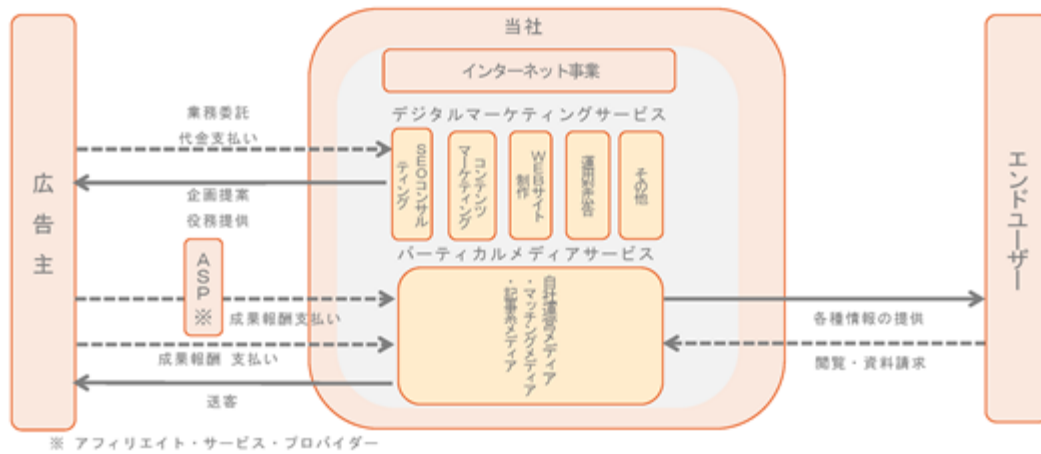 当社
インターネット事業
デジタルマーケティングサービス
業務委託
代金支払い
SEOコンサル
ティング
コンテンツ
マーケティング
WEBサイト
制作
運用型広告
その他
広告主
企画提案
役務提供
バーティカルメディアサービス
ASP※
成果報酬支払い
成果報酬 支払い
送客
自社運営メディア
・マッチングメディア
・記事系メディア
各種情報の提供
閲覧・資料請求
エンドユーザー
※ アフィリエイト・サービス・プロバイダー